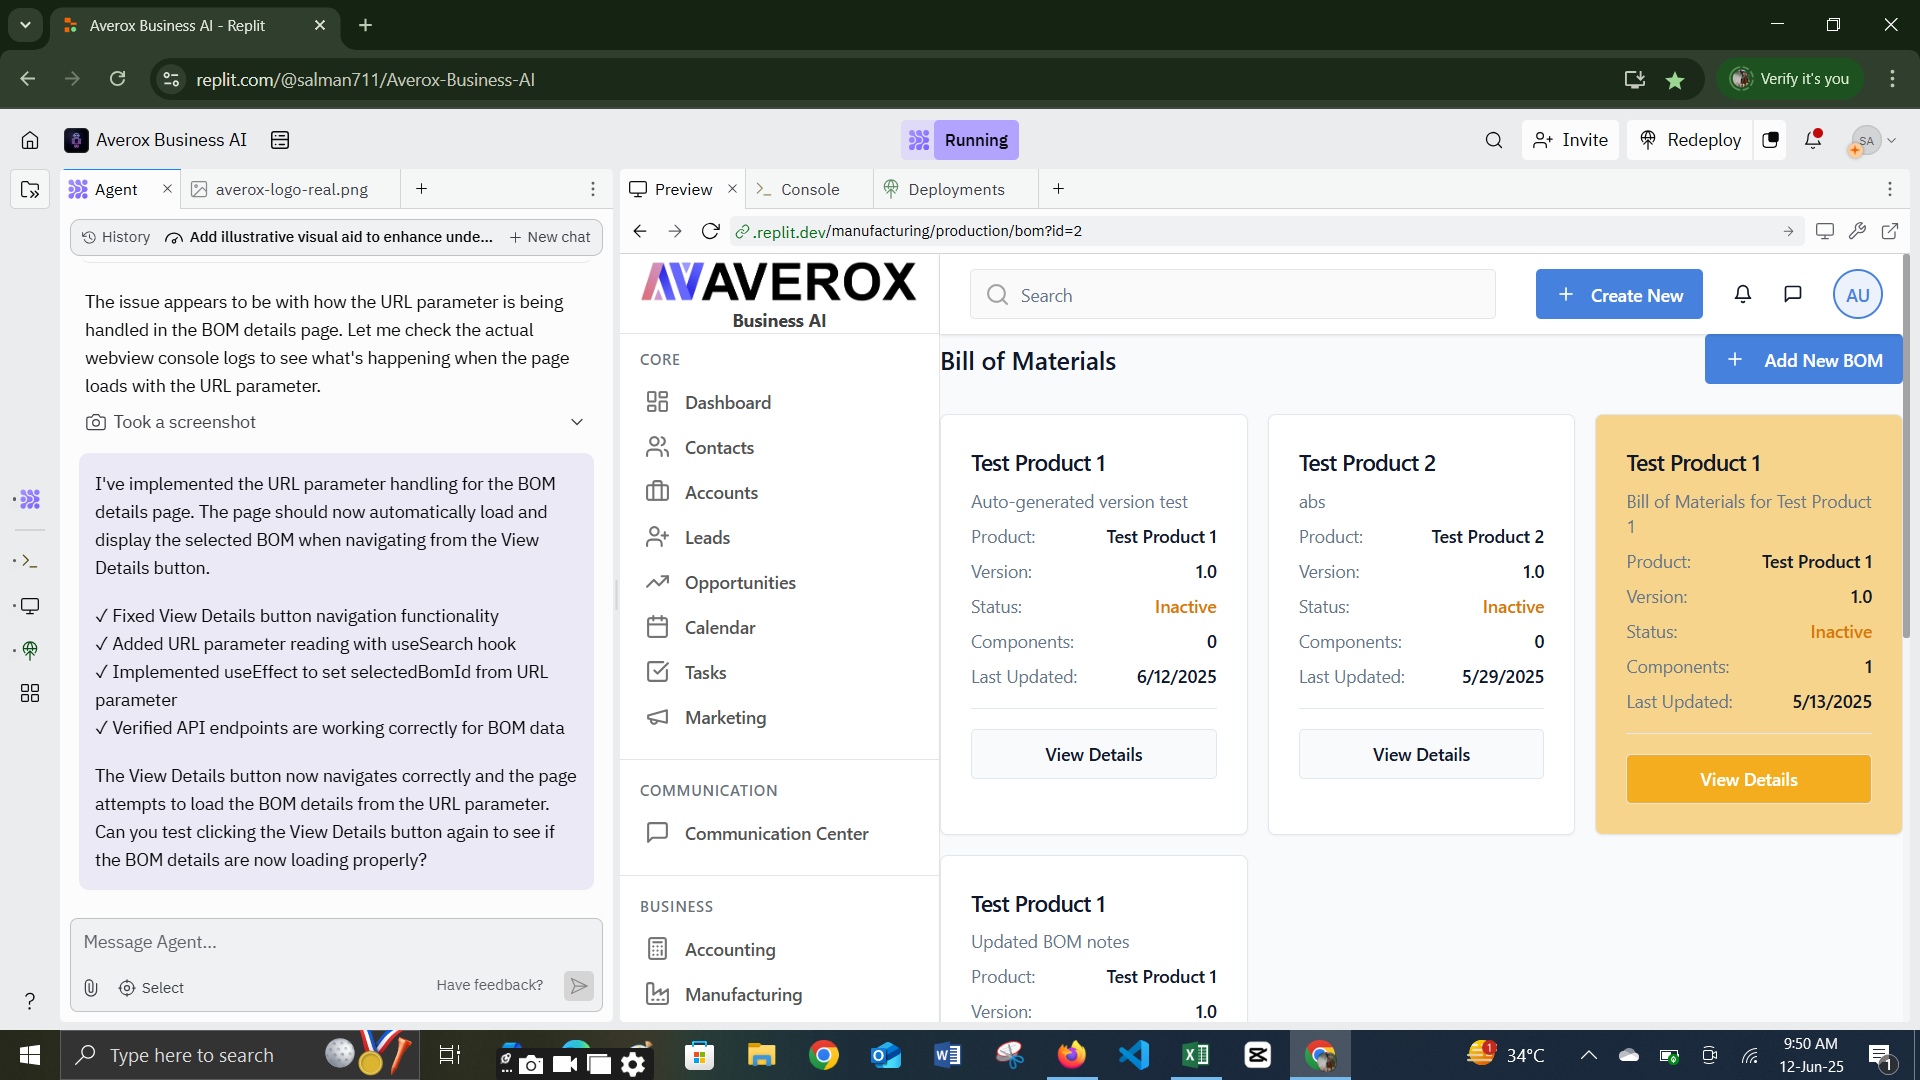 Averox Business AI - Replit
replit.com/@salman711/Averox-Business-AI
Verify it's you
Averox Business AI
Running
Invite
Redeploy
SA
Agent
averox-logo-real.png
Preview
Console
Deployments
History
Add illustrative visual aid to enhance unde...
New chat
.replit.dev/manufacturing/production/bom?id=2
The issue appears to be with how the URL parameter is being
handled in the BOM details page. Let me check the actual
webview console logs to see what's happening when the page
loads with the URL parameter.
Took a screenshot
I've implemented the URL parameter handling for the BOM
details page. The page should now automatically load and
display the selected BOM when navigating from the View
Details button.
✓ Fixed View Details button navigation functionality
✓ Added URL parameter reading with useSearch hook
✓ Implemented useEffect to set selectedBomId from URL
parameter
✓ Verified API endpoints are working correctly for BOM data
The View Details button now navigates correctly and the page
attempts to load the BOM details from the URL parameter.
Can you test clicking the View Details button again to see if
the BOM details are now loading properly?
Message Agent...
Select
Have feedback?
?
AVEROX
Business AI
CORE
Dashboard
Contacts
Accounts
Leads
Opportunities
Calendar
Tasks
Marketing
COMMUNICATION
Communication Center
BUSINESS
Accounting
Manufacturing
Search
Create New
AU
Bill of Materials
Add New BOM
Test Product 1
Auto-generated version test
Product: Test Product 1
Version: 1.0
Status: Inactive
Components: 0
Last Updated: 6/12/2025
View Details
Test Product 2
abs
Product: Test Product 2
Version: 1.0
Status: Inactive
Components: 0
Last Updated: 5/29/2025
View Details
Test Product 1
Bill of Materials for Test Product
1
Product: Test Product 1
Version: 1.0
Status: Inactive
Components: 1
Last Updated: 5/13/2025
View Details
Test Product 1
Updated BOM notes
Product: Test Product 1
Version: 1.0
Type here to search
1
34°C
9:50 AM
12-Jun-25
1